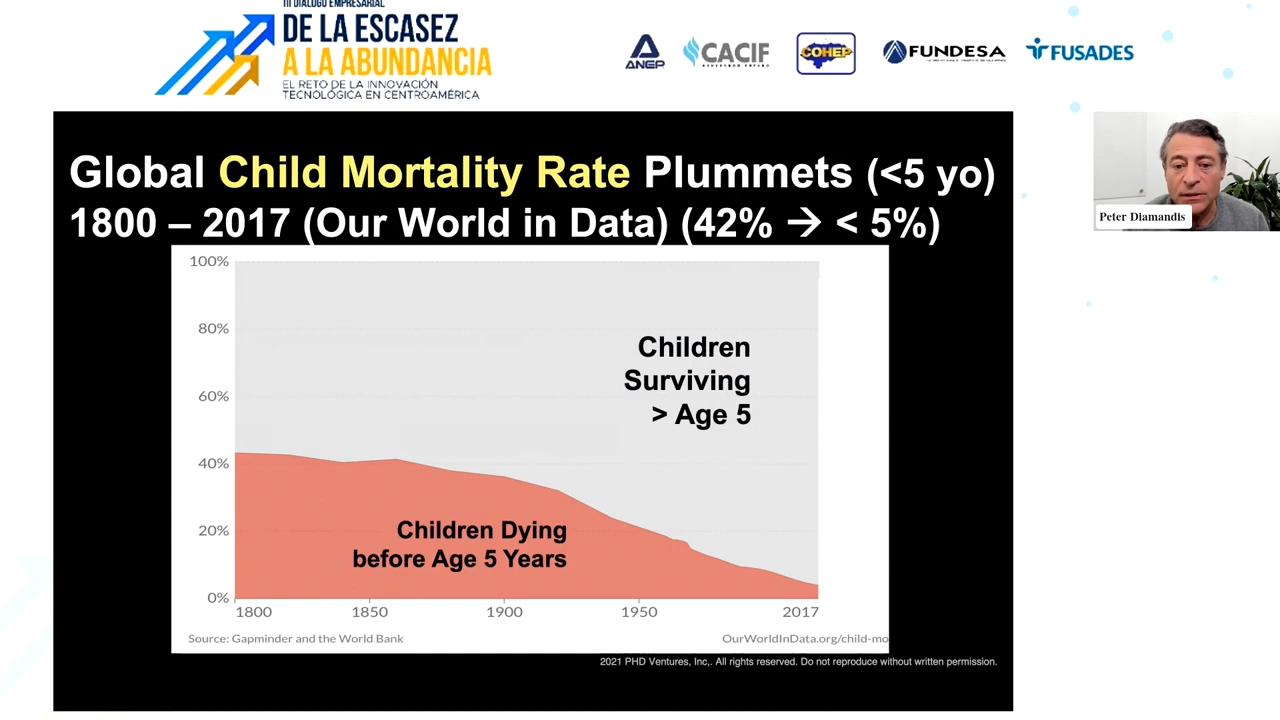 III DIÁLOGO EMPRESARIAL
DE LA ESCASEZ
A LA ABUNDANCIA
EL RETO DE LA INNOVACIÓN
TECNOLÓGICA EN CENTROAMÉRICA
ANEP
CACIF
COHEP
FUNDESA
FUSADES
Global Child Mortality Rate Plummets (<5 yo)
1800 – 2017 (Our World in Data) (42% → < 5%)
100%
80%
60%
40%
20%
0%
Children
Surviving
> Age 5
Children Dying
before Age 5 Years
1800
1850
1900
1950
2017
Source: Gapminder and the World Bank
OurWorldInData.org/child-mo
2021 PHD Ventures, Inc,. All rights reserved. Do not reproduce without written permission.
Peter Diamandis